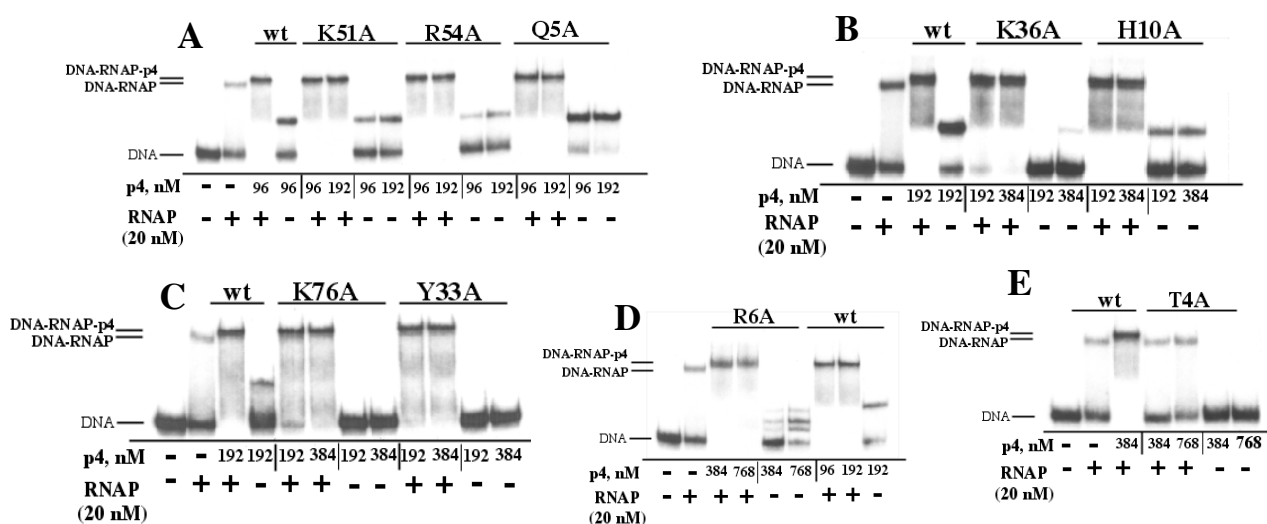 A
wt K51A R54A Q5A
DNA-RNAP-p4
DNA-RNAP
DNA
p4, nM - - 96 96 96 192 96 192 96 192 96 192 96 192 96 192
RNAP - + + - + + - - + + - - + + - -
(20 nM)
B
wt K36A H10A
DNA-RNAP-p4
DNA-RNAP
DNA
p4, nM - - 192 192 192 384 192 384 192 384 192 384
RNAP - + + - + + - - + + - -
(20 nM)
C
wt K76A Y33A
DNA-RNAP-p4
DNA-RNAP
DNA
p4, nM - - 192 192 192 384 192 384 192 384 192 384
RNAP - + + - + + - - + + - -
(20 nM)
D
R6A wt
DNA-RNAP-p4
DNA-RNAP
DNA
p4, nM - - 384 768 384 768 96 192 192
RNAP - + + + - - + + -
(20 nM)
E
wt T4A
DNA-RNAP-p4
DNA-RNAP
DNA
p4, nM - - 384 384 768 384 768
RNAP - + + + + - -
(20 nM)